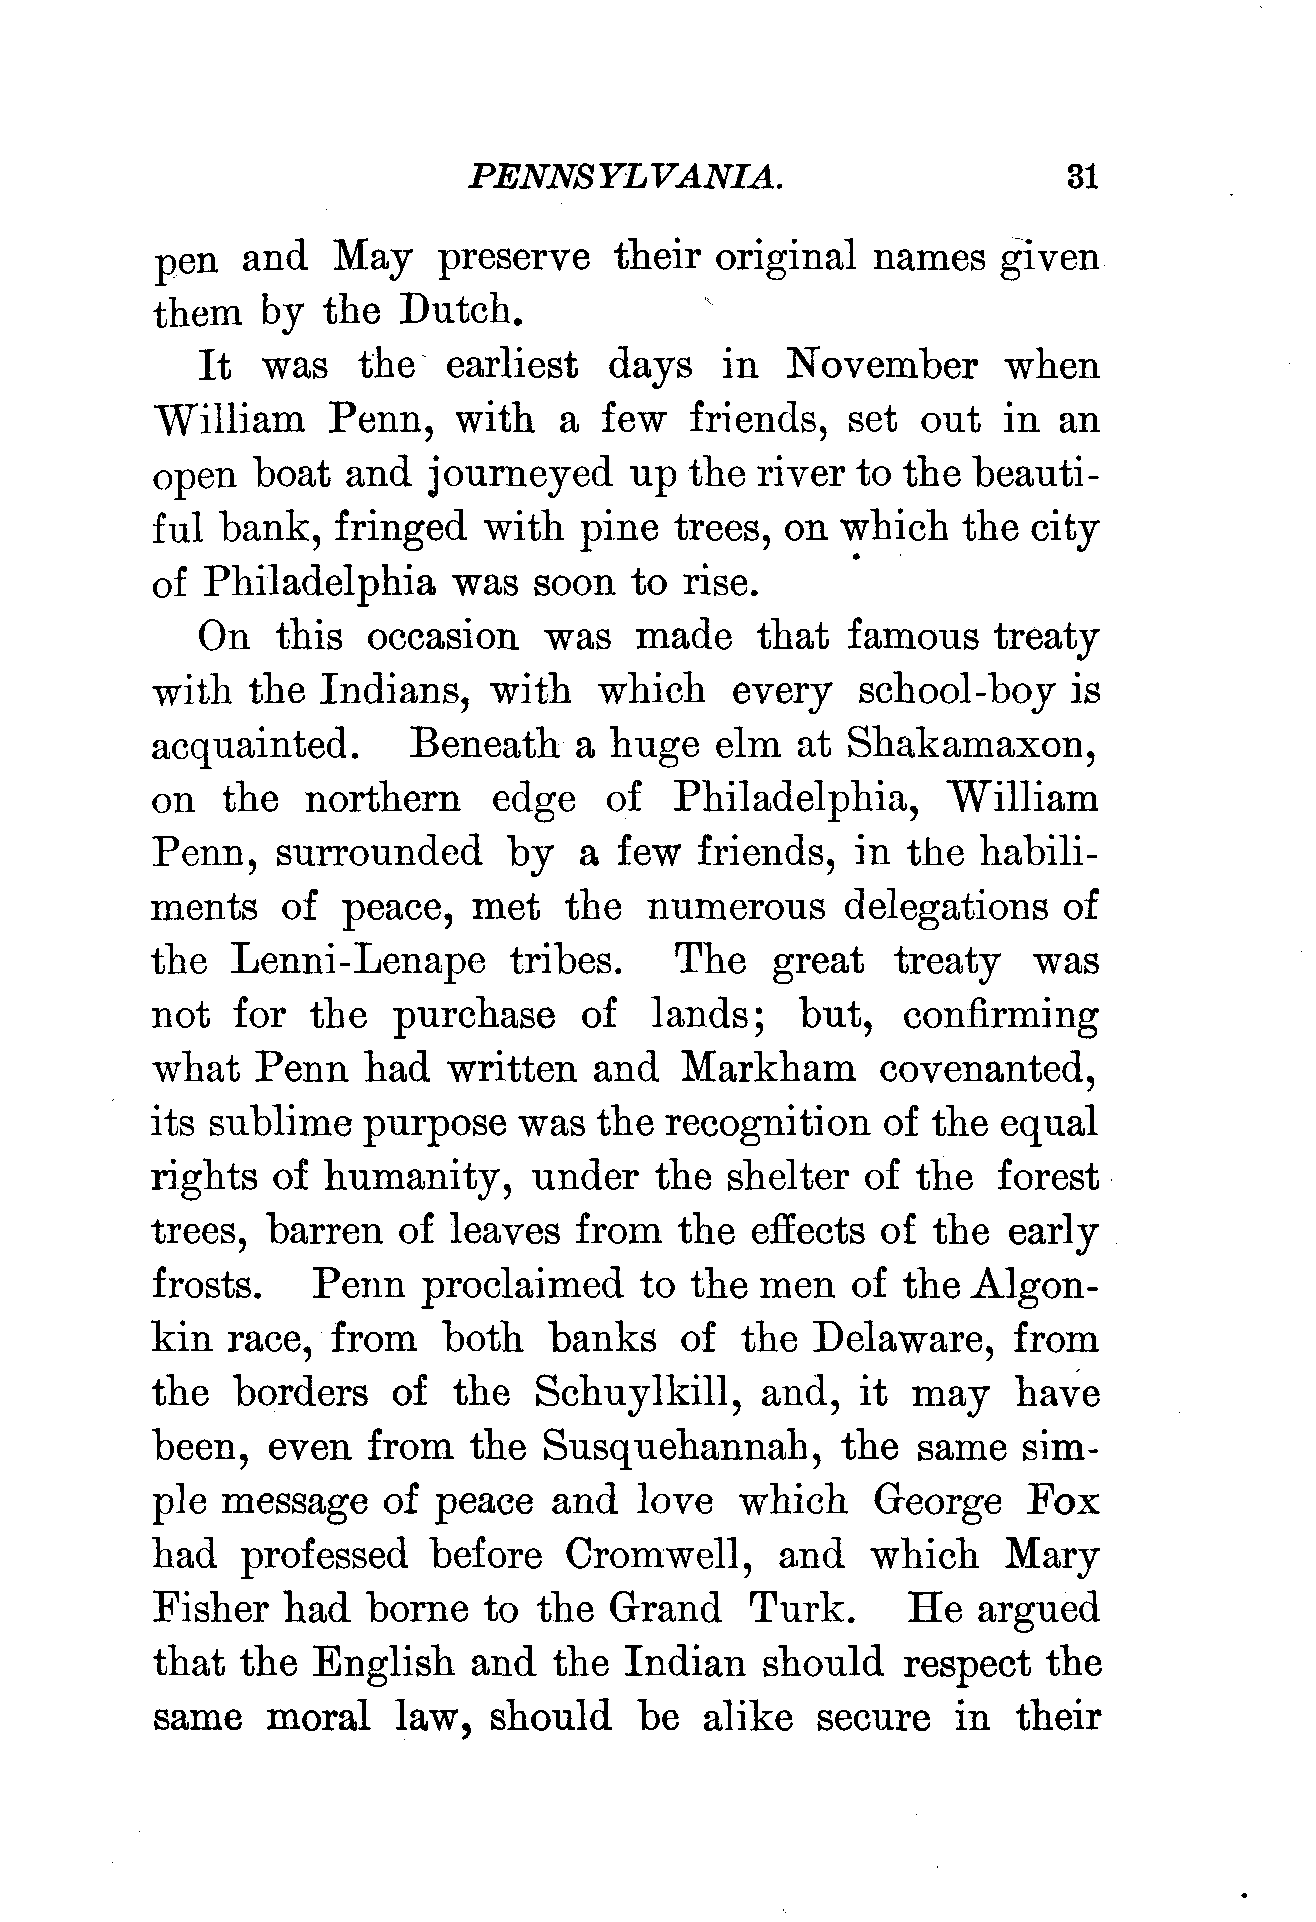 PENNSYLVANIA. 31
pen and May preserve their original names given
them by the Dutch.
It was the earliest days in November when
William Penn, with a few friends, set out in an
open boat and journeyed up the river to the beauti-
ful bank, fringed with pine trees, on which the city
of Philadelphia was soon to rise.
On this occasion was made that famous treaty
with the Indians, with which every school-boy is
acquainted. Beneath a huge elm at Shakamaxon,
on the northern edge of Philadelphia, William
Penn, surrounded by a few friends, in the habili-
ments of peace, met the numerous delegations of
the Lenni-Lenape tribes. The great treaty was
not for the purchase of lands; but, confirming
what Penn had written and Markham covenanted,
its sublime purpose was the recognition of the equal
rights of humanity, under the shelter of the forest
trees, barren of leaves from the effects of the early
frosts. Penn proclaimed to the men of the Algon-
kin race, from both banks of the Delaware, from
the borders of the Schuylkill, and, it may have
been, even from the Susquehannah, the same sim-
ple message of peace and love which George Fox
had professed before Cromwell, and which Mary
Fisher had borne to the Grand Turk. He argued
that the English and the Indian should respect the
same moral law, should be alike secure in their